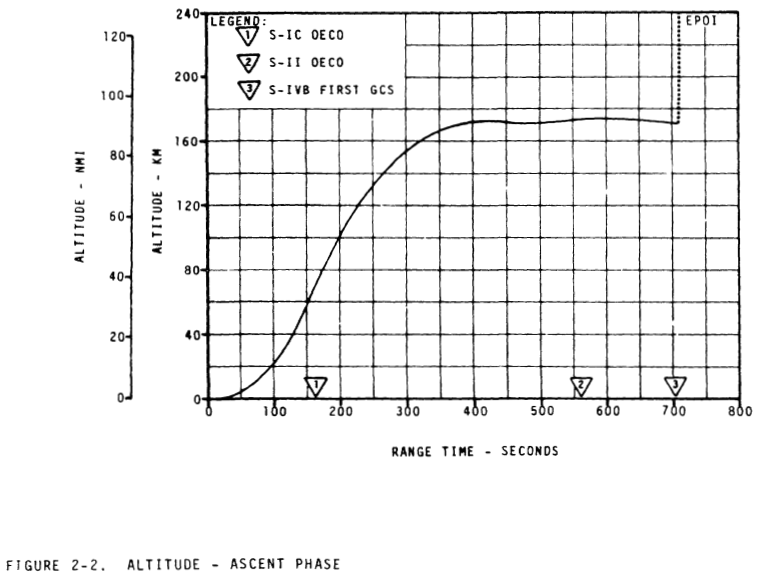 LEGEND:
1 S-IC OECO
2 S-II OECO
3 S-IVB FIRST GCS
EPOI
ALTITUDE - NMI
120
100
80
60
40
20
0
ALTITUDE - KM
240
200
160
120
80
40
0
1
2
3
0 100 200 300 400 500 600 700 800
RANGE TIME - SECONDS
FIGURE 2-2. ALTITUDE - ASCENT PHASE